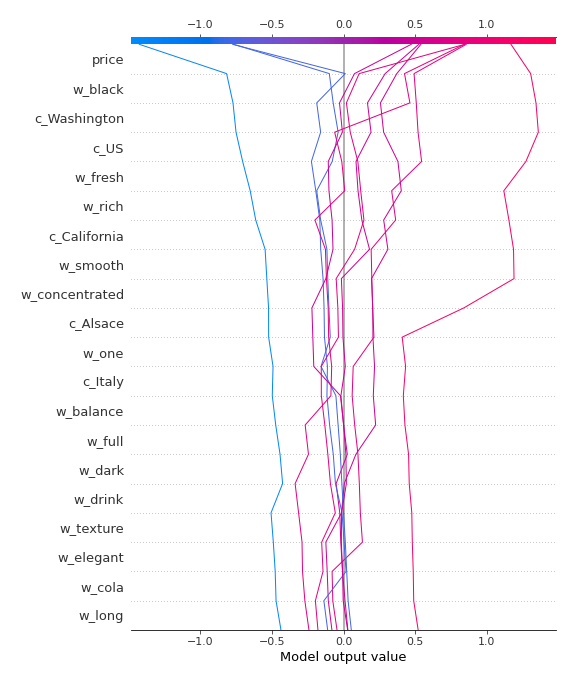 −1.0 −0.5 0.0 0.5 1.0
price
w_black
c_Washington
c_US
w_fresh
w_rich
c_California
w_smooth
w_concentrated
c_Alsace
w_one
c_Italy
w_balance
w_full
w_dark
w_drink
w_texture
w_elegant
w_cola
w_long
−1.0 −0.5 0.0 0.5 1.0
Model output value